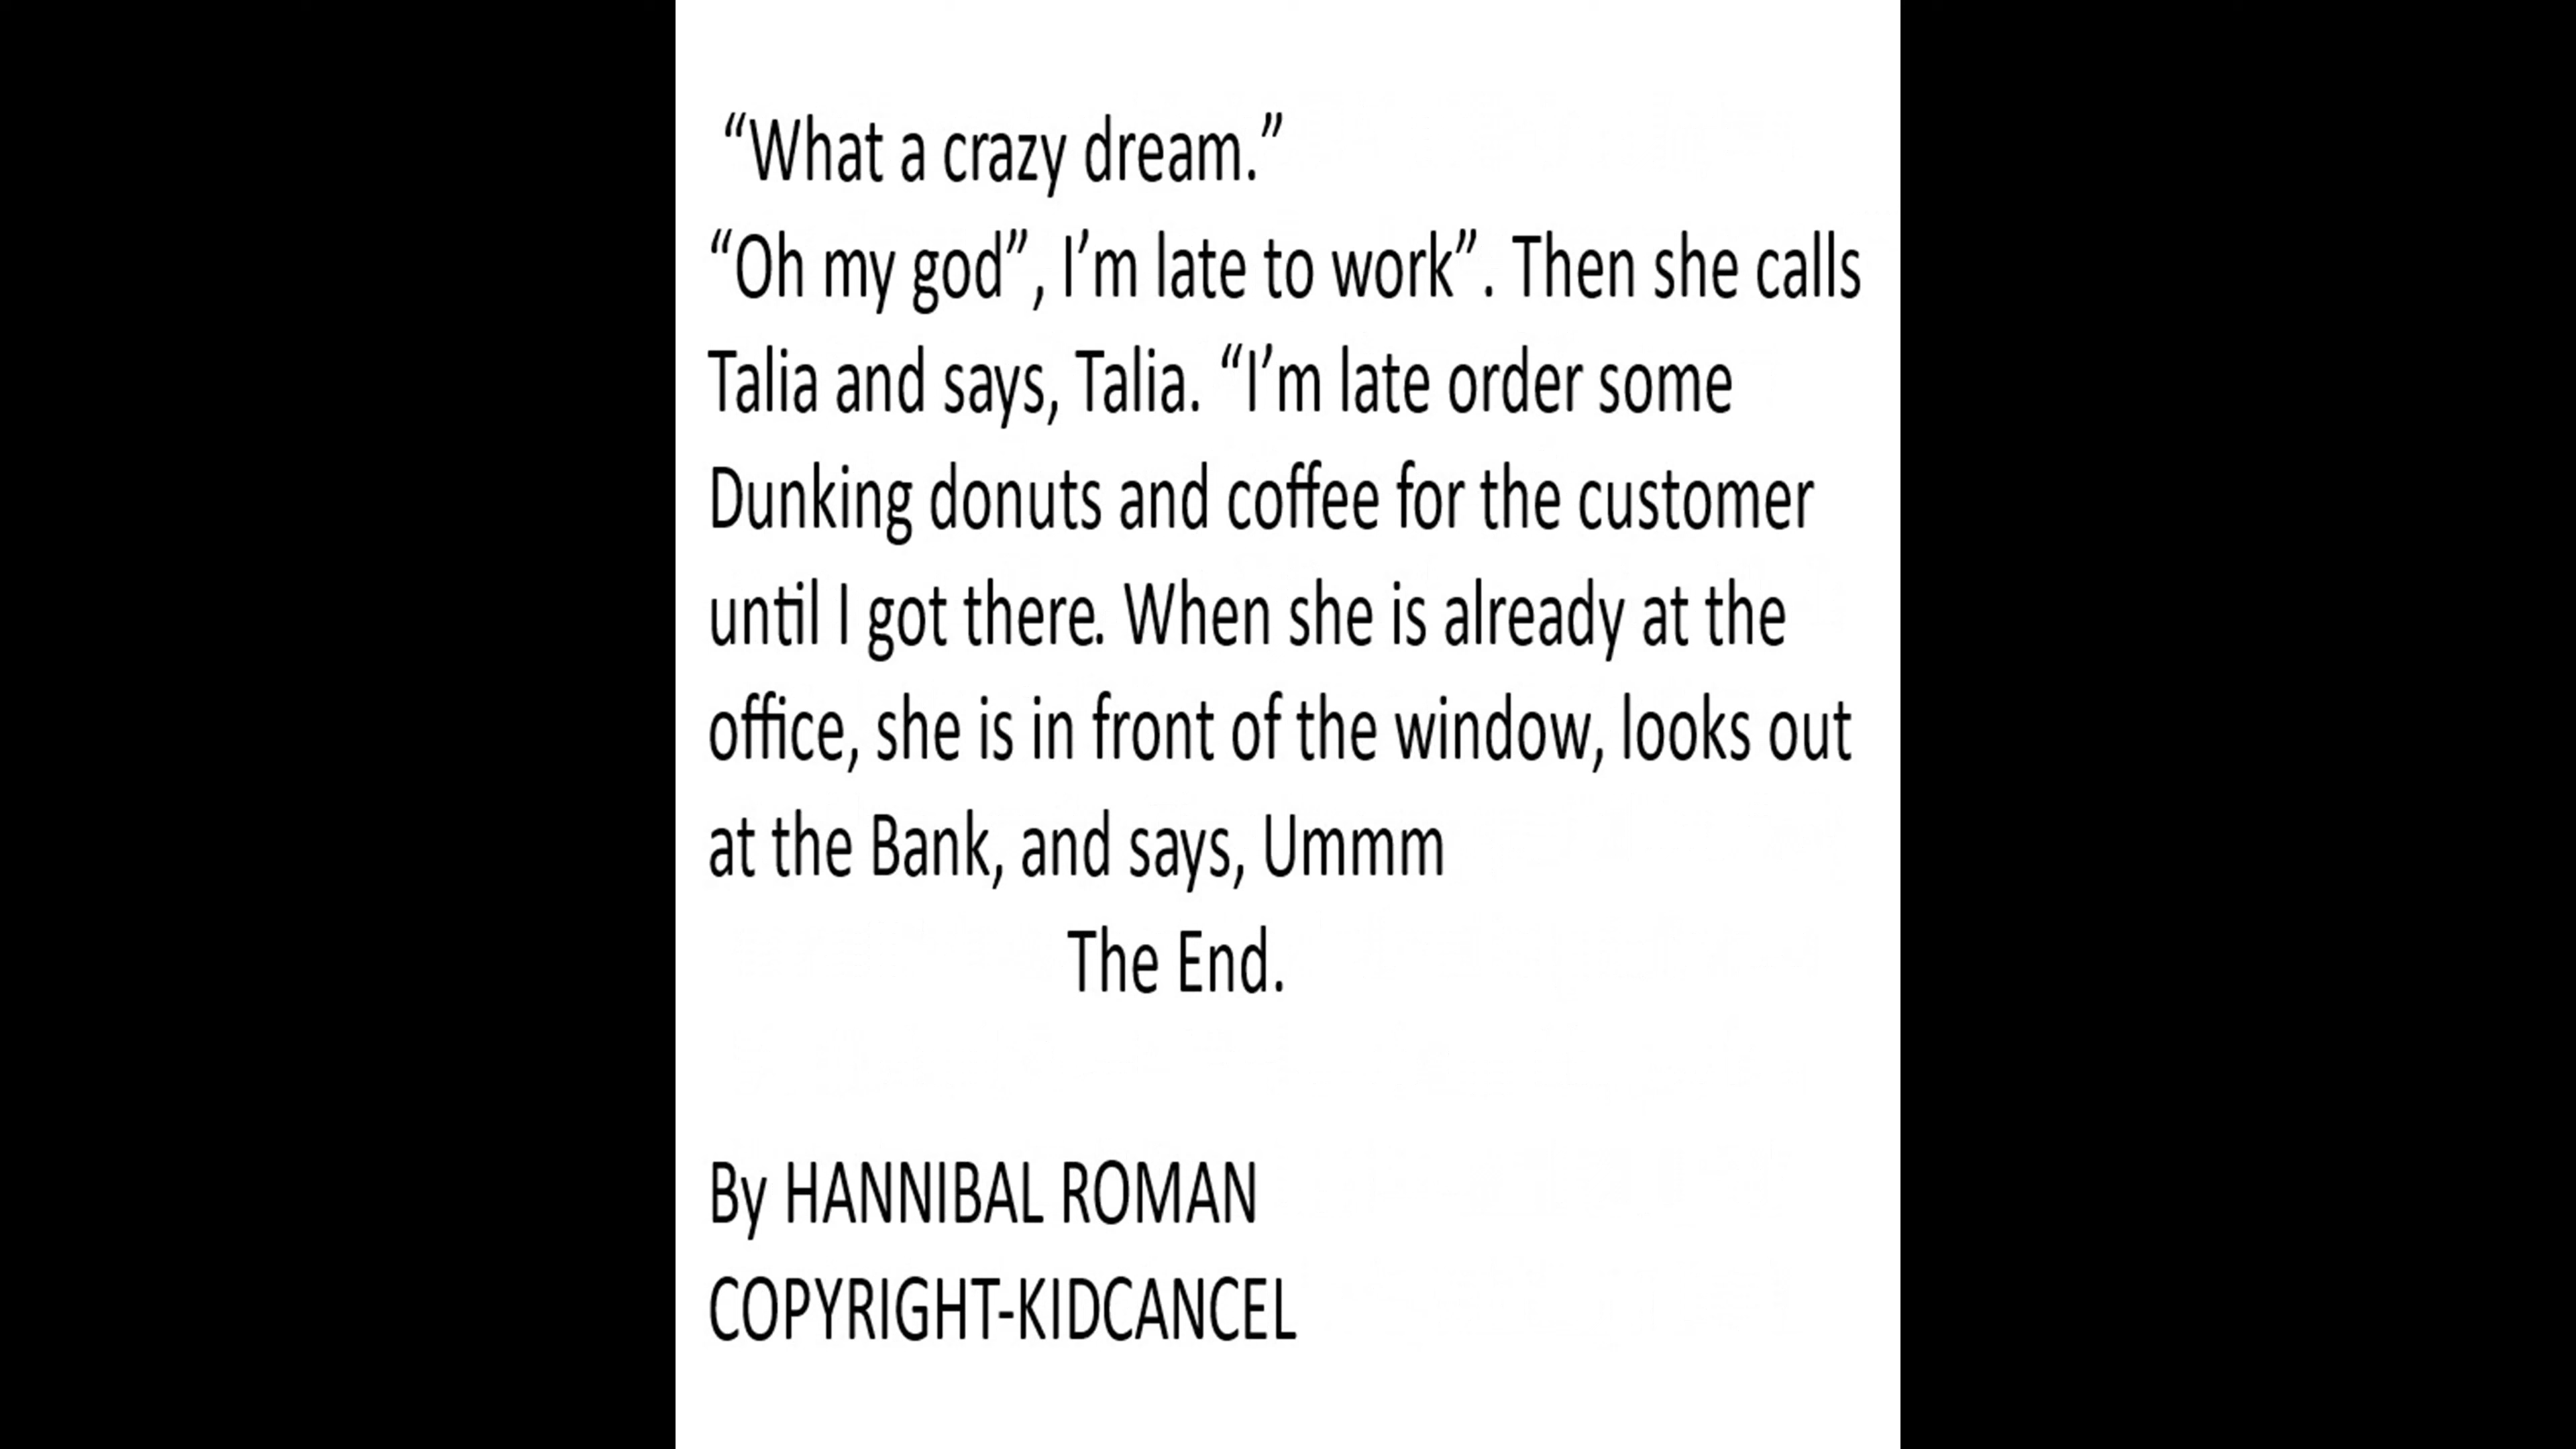 “What a crazy dream.”
“Oh my god”, I’m late to work”. Then she calls
Talia and says, Talia. “I’m late order some
Dunking donuts and coffee for the customer
until I got there. When she is already at the
office, she is in front of the window, looks out
at the Bank, and says, Ummm
The End.
By HANNIBAL ROMAN
COPYRIGHT-KIDCANCEL